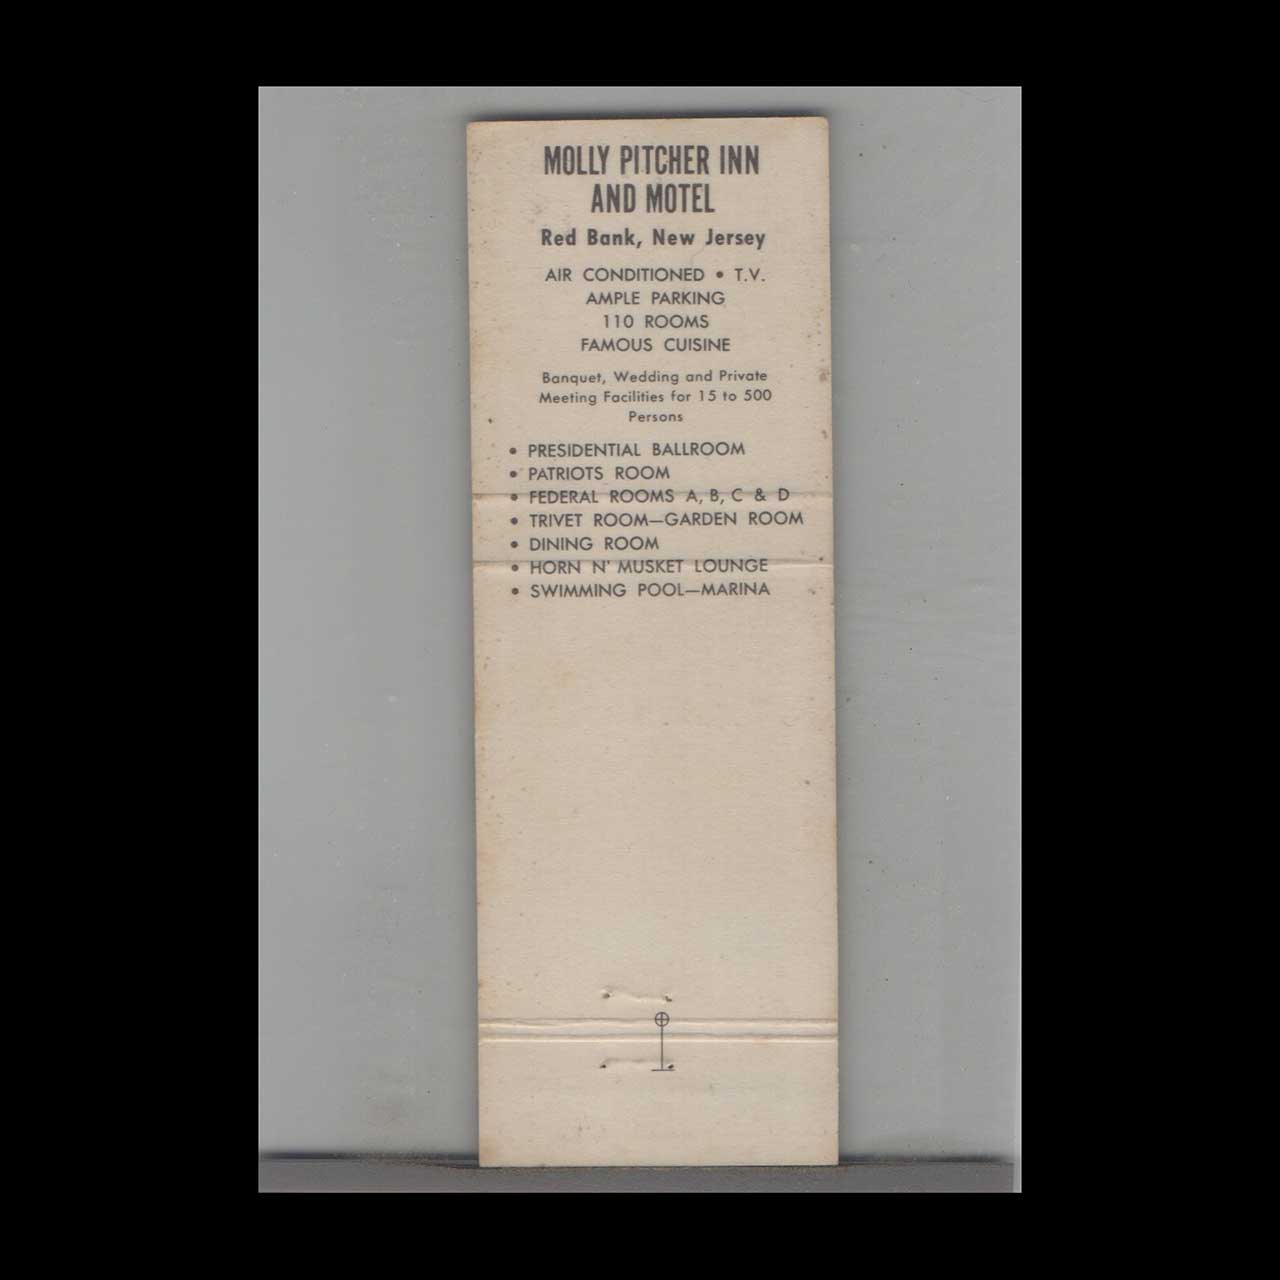 MOLLY PITCHER INN
AND MOTEL
Red Bank, New Jersey
AIR CONDITIONED • T.V.
AMPLE PARKING
110 ROOMS
FAMOUS CUISINE
Banquet, Wedding and Private
Meeting Facilities for 15 to 500
Persons
• PRESIDENTIAL BALLROOM
• PATRIOTS ROOM
• FEDERAL ROOMS A, B, C & D
• TRIVET ROOM—GARDEN ROOM
• DINING ROOM
• HORN N' MUSKET LOUNGE
• SWIMMING POOL—MARINA